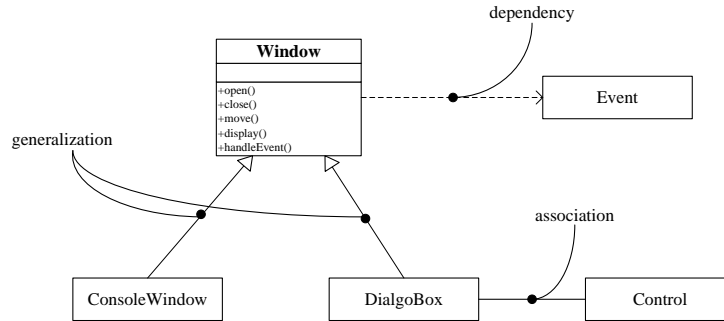 dependency
Window
+open()
+close()
+move()
+display()
+handleEvent()
Event
generalization
association
ConsoleWindow
DialgoBox
Control